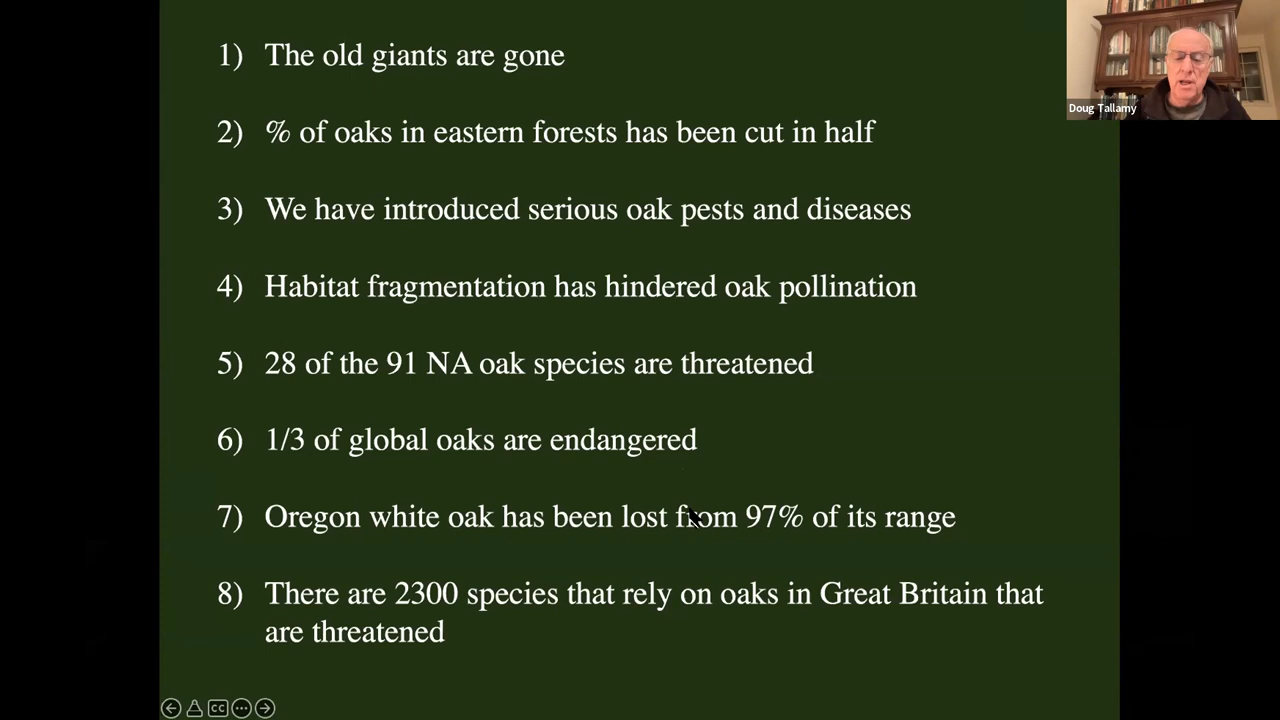 1) The old giants are gone
Doug Tallamy
2) % of oaks in eastern forests has been cut in half
3) We have introduced serious oak pests and diseases
4) Habitat fragmentation has hindered oak pollination
5) 28 of the 91 NA oak species are threatened
6) 1/3 of global oaks are endangered
7) Oregon white oak has been lost from 97% of its range
8) There are 2300 species that rely on oaks in Great Britain that
are threatened
CC